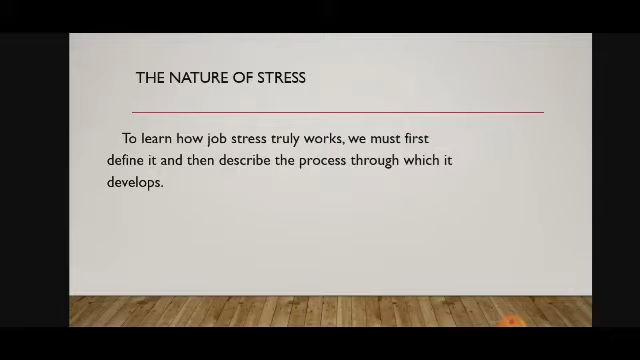 THE NATURE OF STRESS
To learn how job stress truly works, we must first
define it and then describe the process through which it
develops.